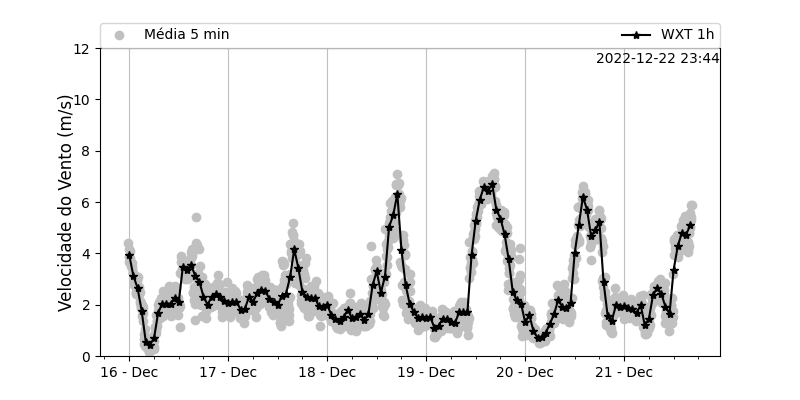 Média 5 min
WXT 1h
2022-12-22 23:44
Velocidade do Vento (m/s)
12
10
8
6
4
2
0
16 - Dec
17 - Dec
18 - Dec
19 - Dec
20 - Dec
21 - Dec